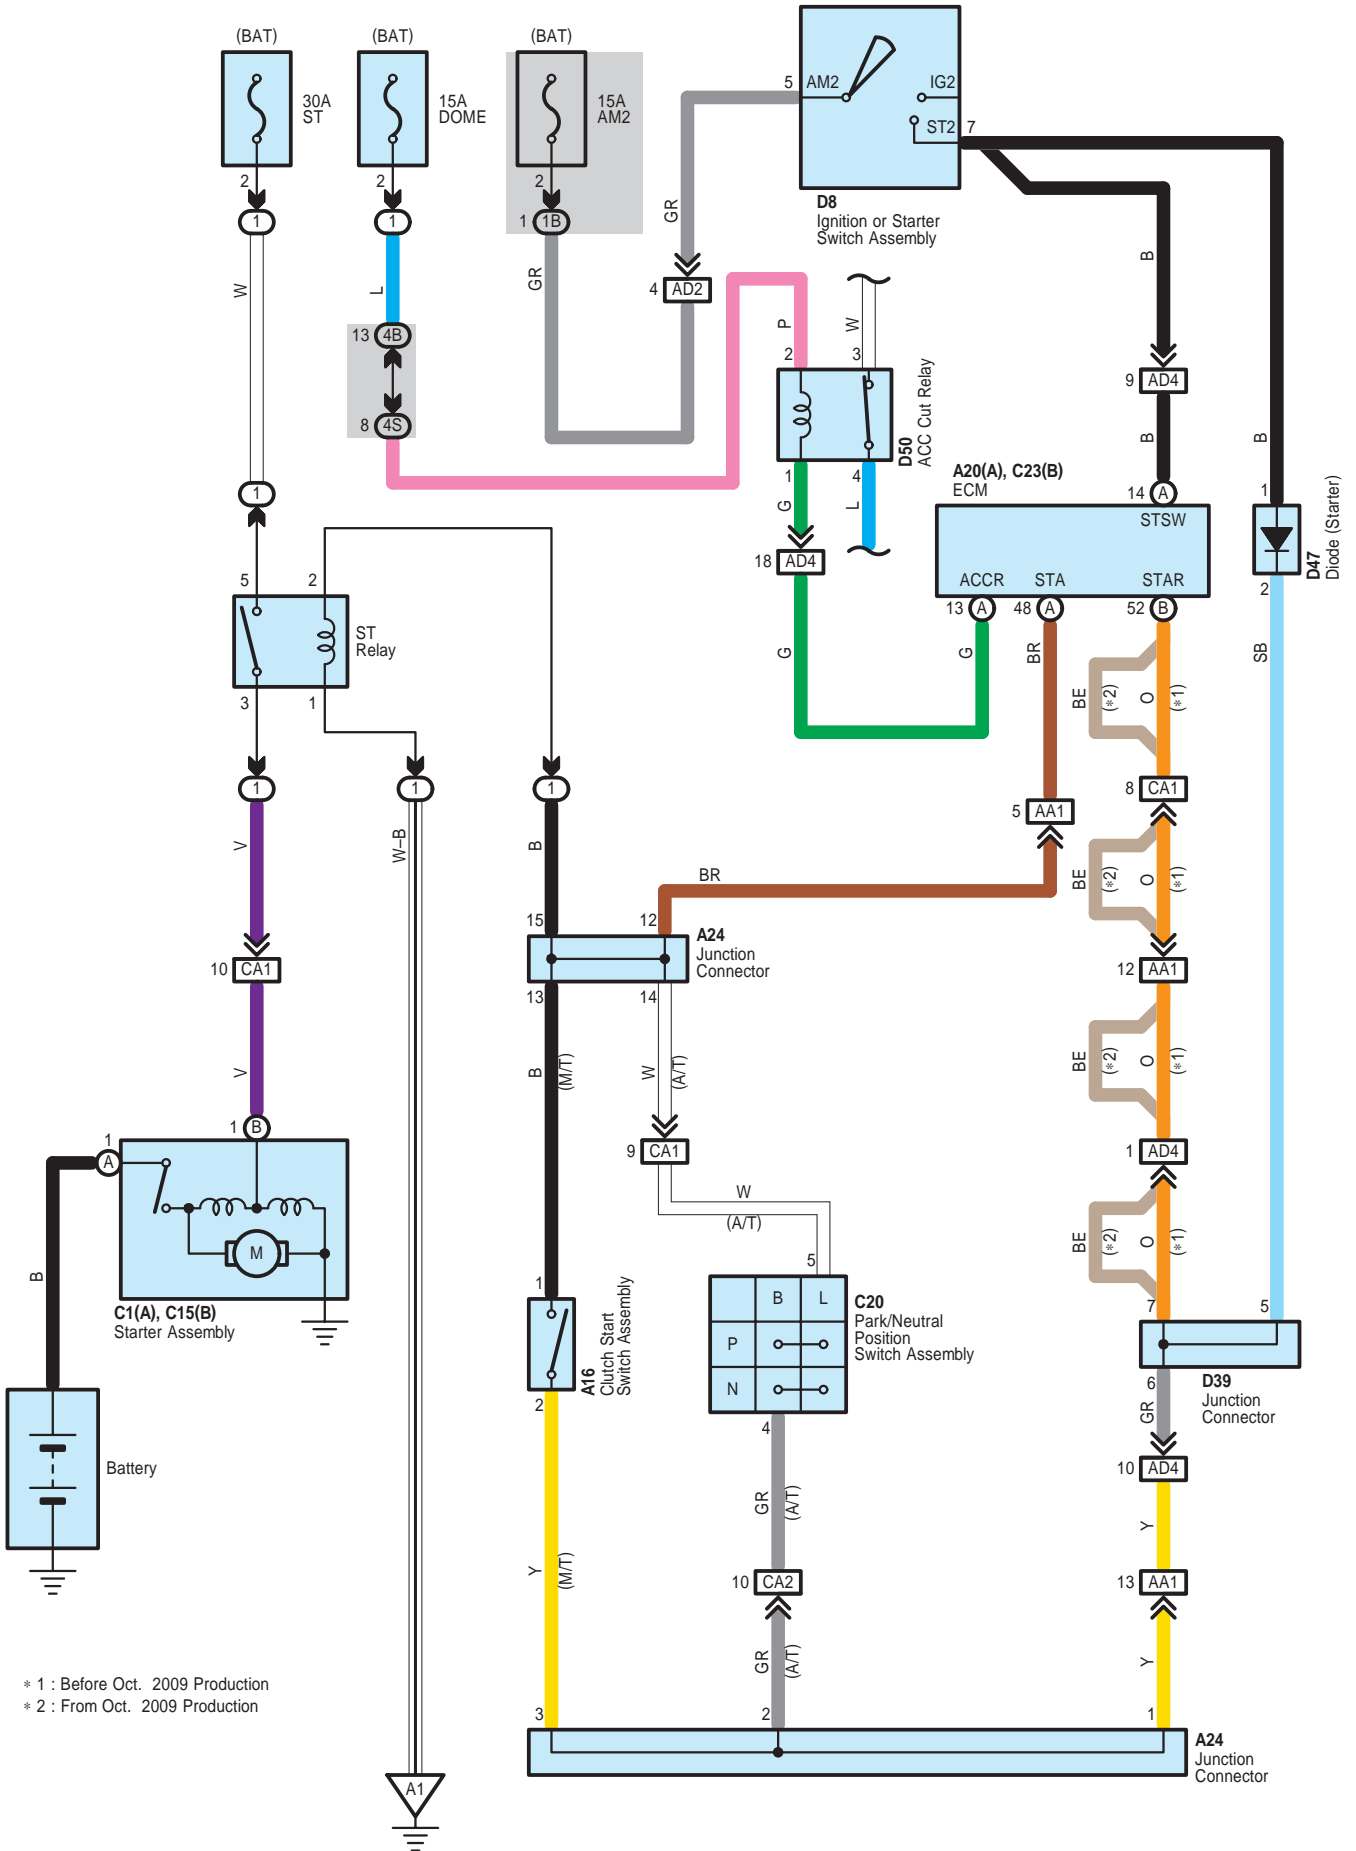 (BAT) (BAT) (BAT)
30A
ST
15A
DOME
15A
AM2
5 AM2 IG2
ST2 7
D8
Ignition or Starter
Switch Assembly
2 2 2
1 1 1 1B
W L GR GR B
4 AD2
13 4B
8 4S
P W
2 3
D50
ACC Cut Relay
1 4
G L
18 AD4
9 AD4
B B
A20(A), C23(B)
ECM
14 A
STSW
ACCR STA STAR
13 A 48 A 52 B
1
D47
Diode (Starter)
2
1
5 2
ST
Relay
3 1
G G BR SB
BE (*2) O (*1)
1 1 1
8 CA1
5 AA1
V W–B B
BE (*2) O (*1)
BR
15 12
A24
Junction
Connector
13 14
10 CA1
12 AA1
V
B (M/T) W (A/T)
BE (*2) O (*1)
1 B
1
A
M
9 CA1
1 AD4
W
(A/T)
BE (*2) O (*1)
B
C1(A), C15(B)
Starter Assembly
1
A16
Clutch Start
Switch Assembly
2
5
B L
P
N
C20
Park/Neutral
Position
Switch Assembly
4
7 5
D39
Junction
Connector
6
GR
Battery
10 AD4
Y (M/T)
GR (A/T)
Y
10 CA2
13 AA1
GR (A/T)
Y
* 1 : Before Oct. 2009 Production
* 2 : From Oct. 2009 Production
3 2 1
A24
Junction
Connector
A1